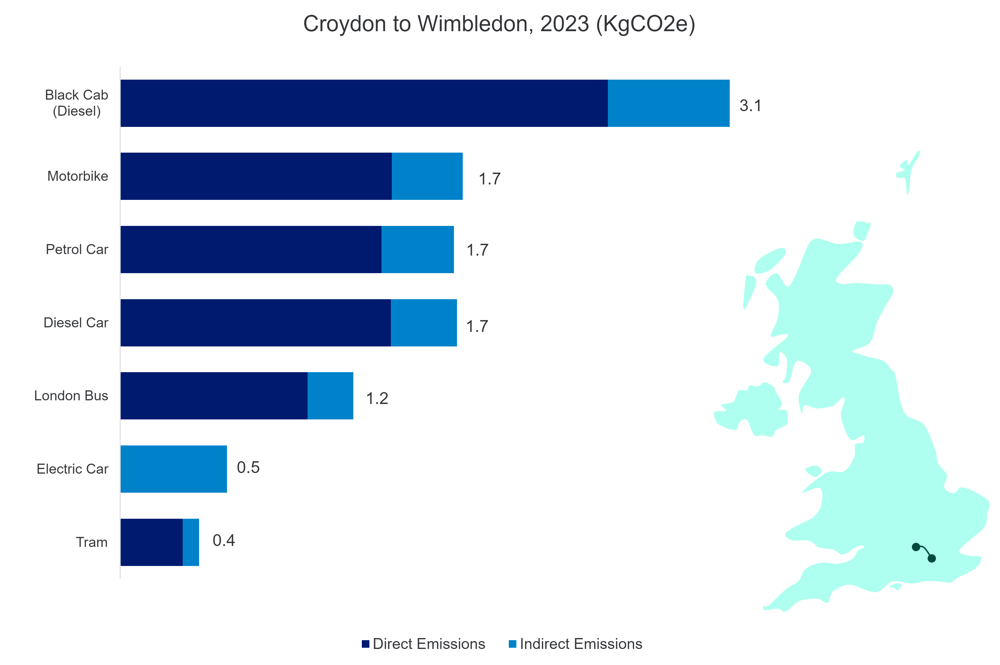 Croydon to Wimbledon, 2023 (KgCO2e)
Black Cab
(Diesel)
3.1
Motorbike
1.7
Petrol Car
1.7
Diesel Car
1.7
London Bus
1.2
Electric Car
0.5
Tram
0.4
Direct Emissions
Indirect Emissions